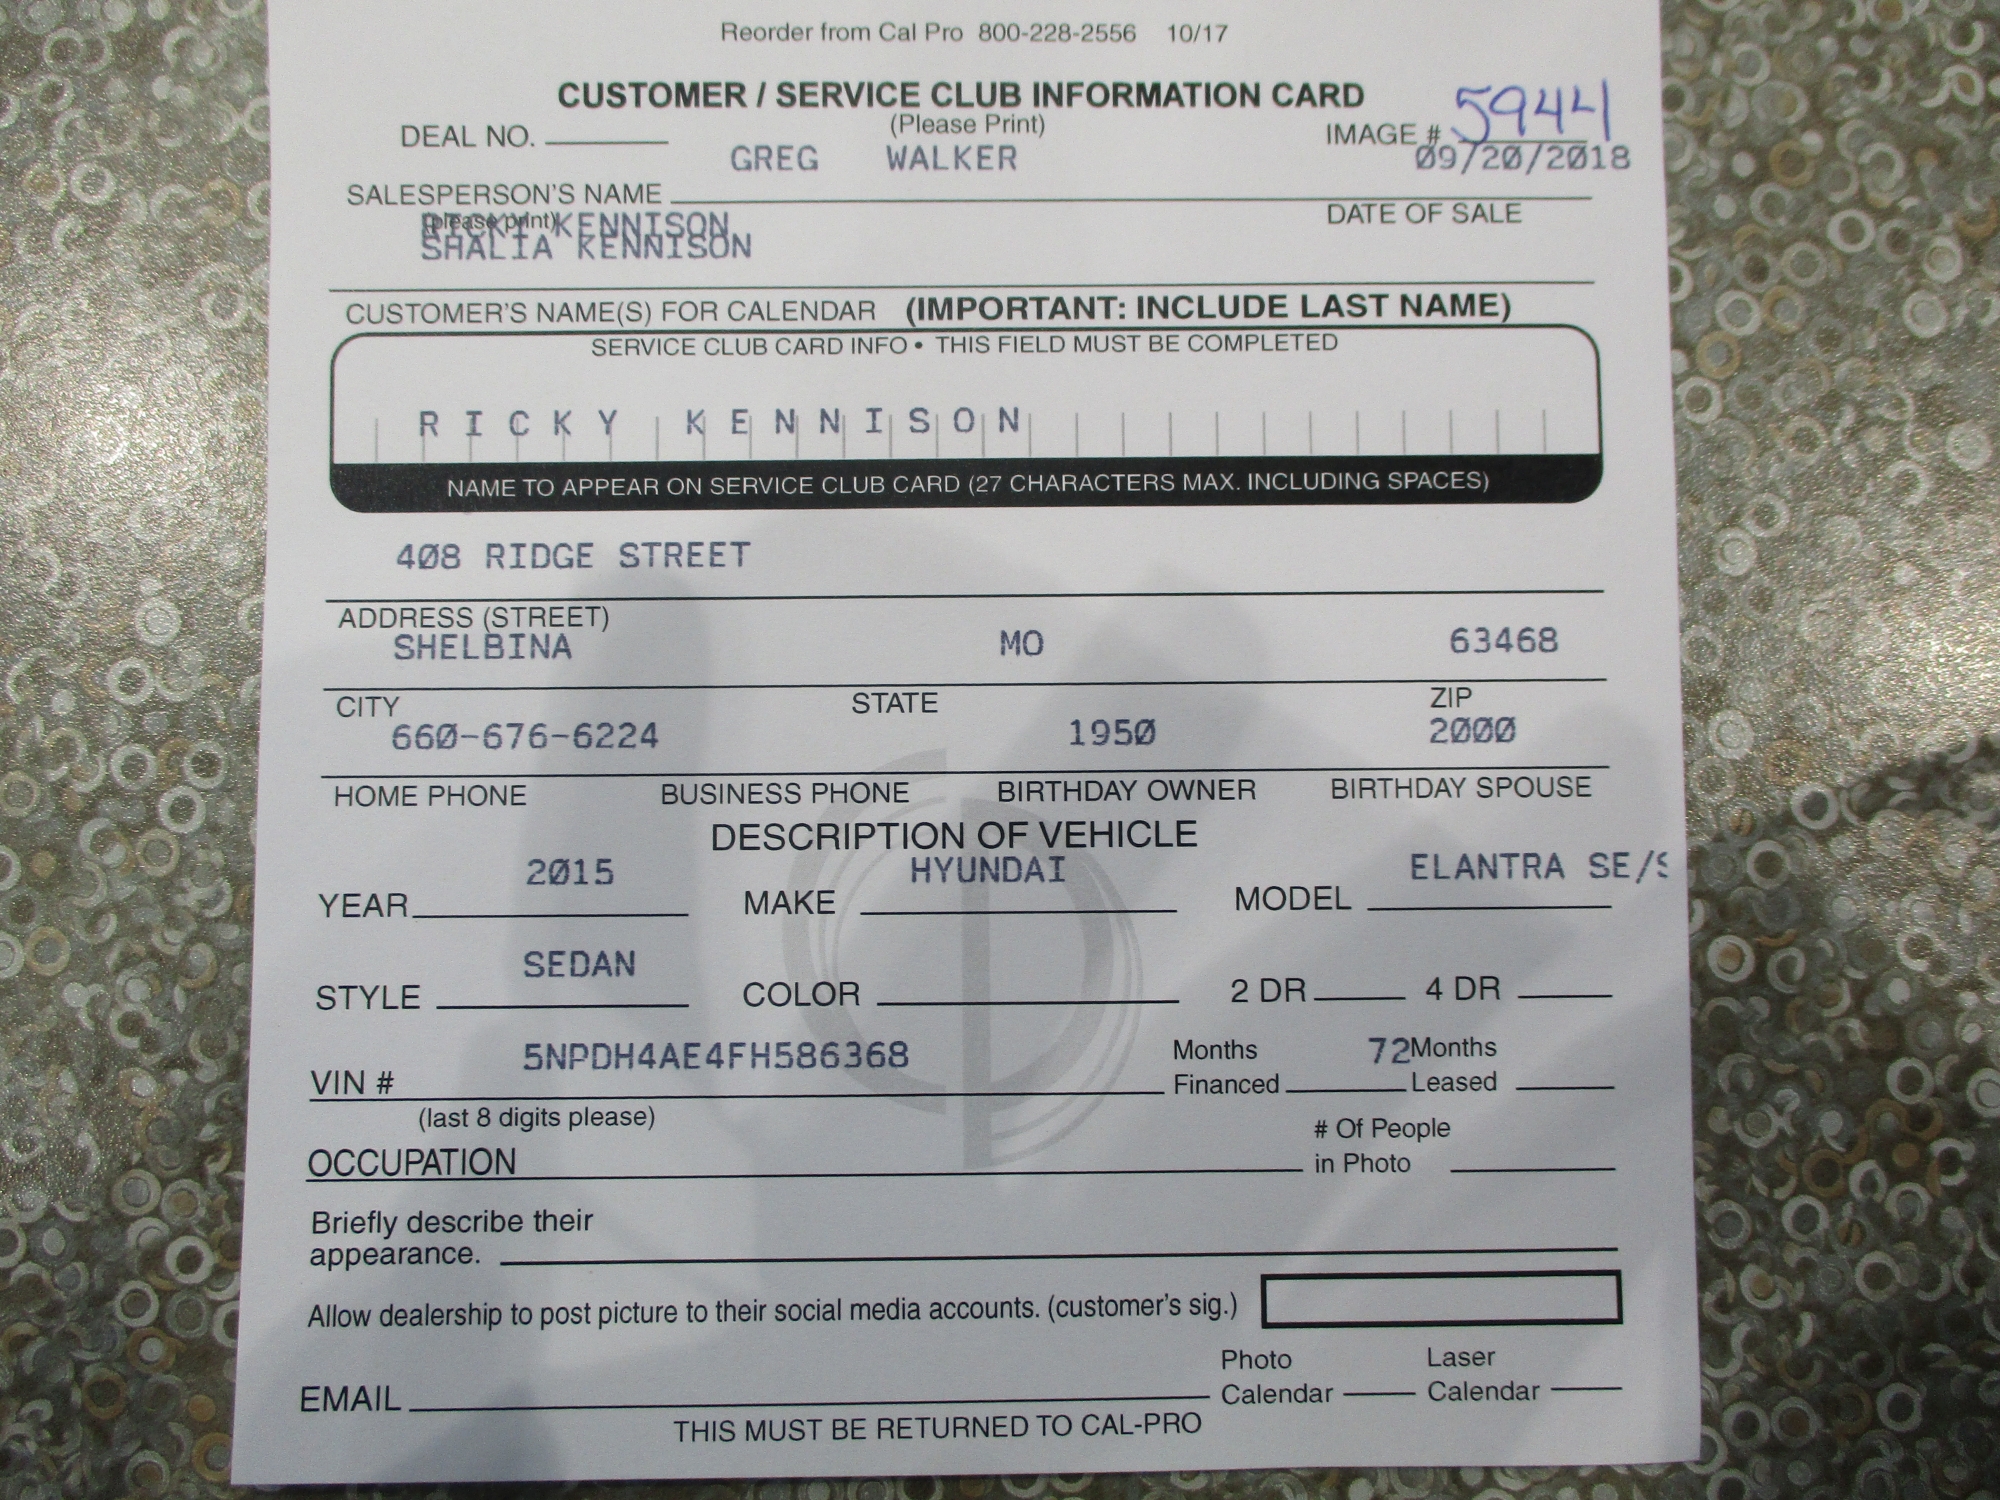 Reorder from Cal Pro 800-228-2556 10/17
CUSTOMER / SERVICE CLUB INFORMATION CARD
(Please Print)
DEAL NO.
IMAGE # 5944
GREG WALKER 09/20/2018
SALESPERSON'S NAME
(please print)
DATE OF SALE
RICKY KENNISON
SHALIA KENNISON
CUSTOMER'S NAME(S) FOR CALENDAR (IMPORTANT: INCLUDE LAST NAME)
SERVICE CLUB CARD INFO • THIS FIELD MUST BE COMPLETED
RICKY KENNISON
NAME TO APPEAR ON SERVICE CLUB CARD (27 CHARACTERS MAX. INCLUDING SPACES)
408 RIDGE STREET
ADDRESS (STREET)
SHELBINA MO 63468
CITY STATE ZIP
660-676-6224 1950 2000
HOME PHONE BUSINESS PHONE BIRTHDAY OWNER BIRTHDAY SPOUSE
DESCRIPTION OF VEHICLE
2015 HYUNDAI ELANTRA SE/S
YEAR MAKE MODEL
SEDAN
STYLE COLOR 2 DR 4 DR
5NPDH4AE4FH586368
VIN #
(last 8 digits please)
Months 72 Months
Financed Leased
OCCUPATION
# Of People
in Photo
Briefly describe their
appearance.
Allow dealership to post picture to their social media accounts. (customer's sig.)
Photo Laser
EMAIL Calendar Calendar
THIS MUST BE RETURNED TO CAL-PRO